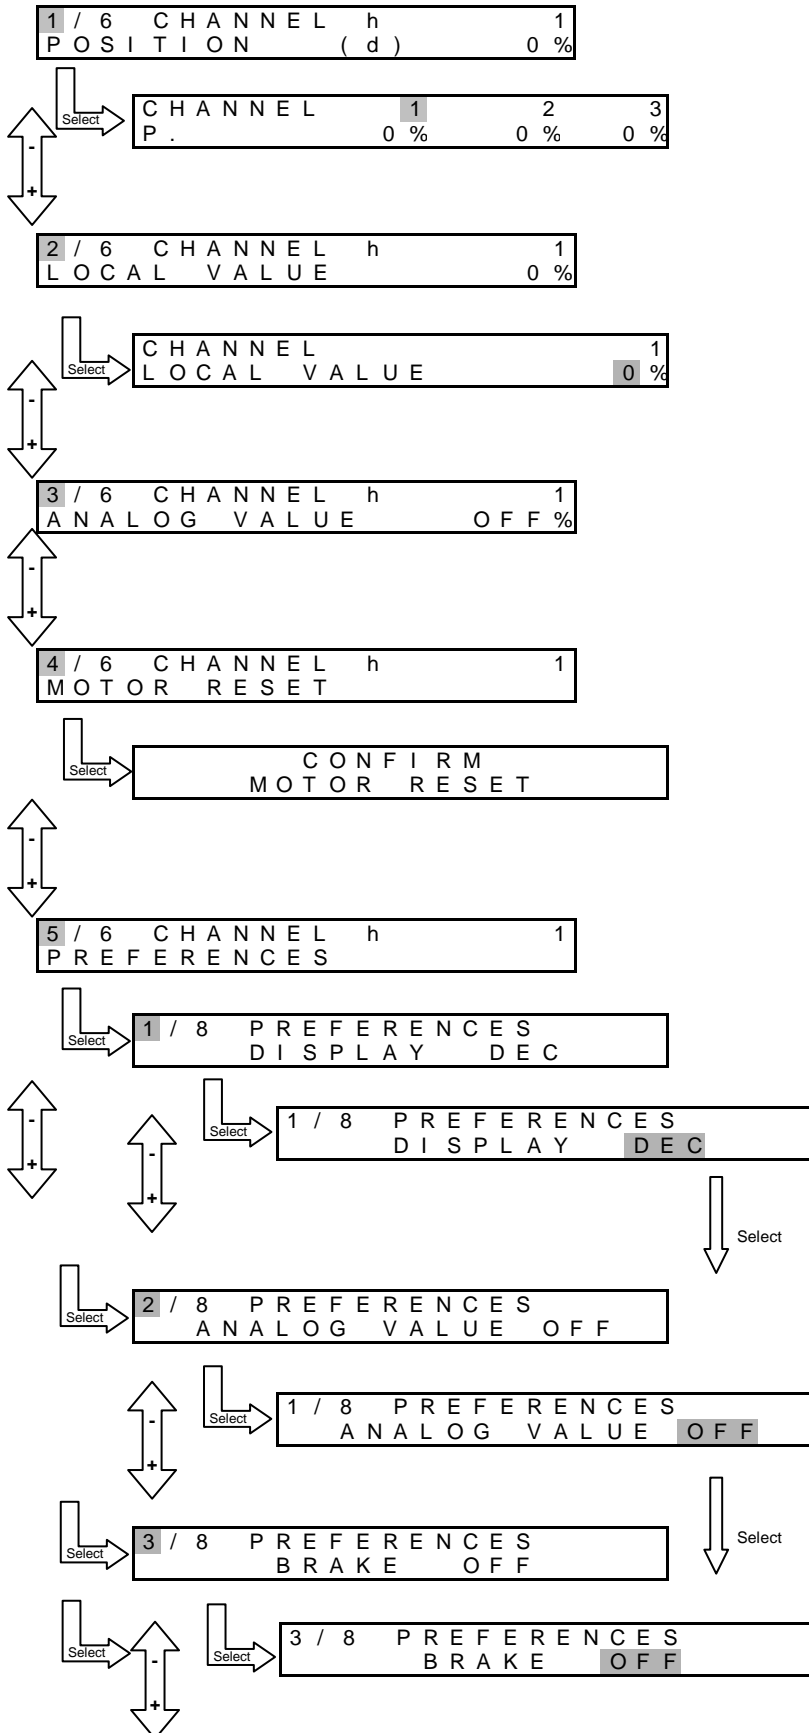 1 / 6 CHANNEL h 1
POSITION (d) 0 %
Select
CHANNEL 1 2 3
P. 0 % 0 % 0 %
-
+
2 / 6 CHANNEL h 1
LOCAL VALUE 0 %
Select
CHANNEL 1
LOCAL VALUE 0 %
-
+
3 / 6 CHANNEL h 1
ANALOG VALUE OFF%
-
+
4 / 6 CHANNEL h 1
MOTOR RESET
Select
CONFIRM
MOTOR RESET
-
+
5 / 6 CHANNEL h 1
PREFERENCES
Select
1 / 8 PREFERENCES
DISPLAY DEC
-
+
Select
1 / 8 PREFERENCES
DISPLAY DEC
-
+
Select
Select
2 / 8 PREFERENCES
ANALOG VALUE OFF
Select
1 / 8 PREFERENCES
ANALOG VALUE OFF
-
+
Select
Select
3 / 8 PREFERENCES
BRAKE OFF
Select
-
+
Select
3 / 8 PREFERENCES
BRAKE OFF